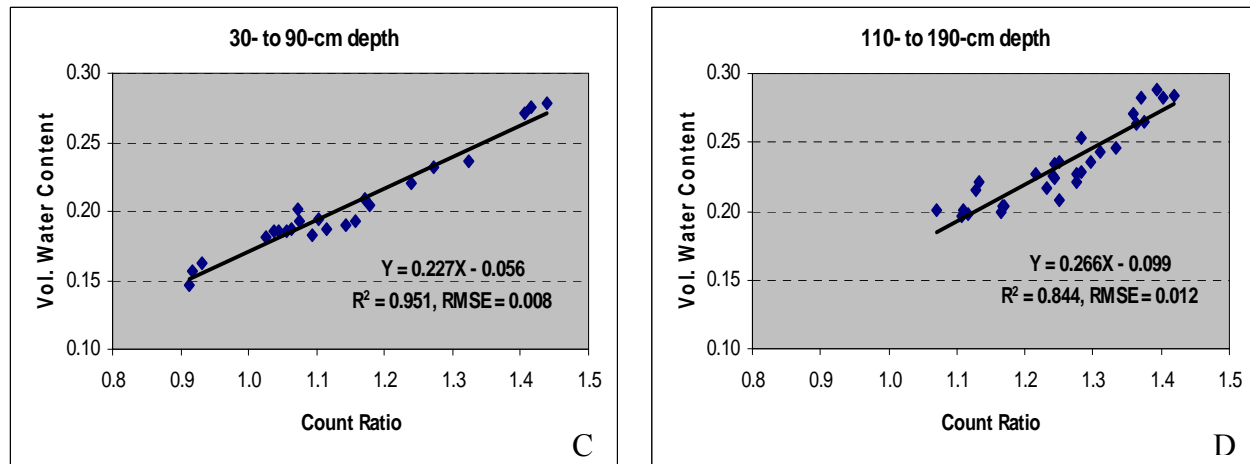 30- to 90-cm depth
Vol. Water Content
0.30
0.25
0.20
0.15
0.10
Y = 0.227X - 0.056
R² = 0.951, RMSE = 0.008
0.8 0.9 1.0 1.1 1.2 1.3 1.4 1.5
Count Ratio
C
110- to 190-cm depth
Vol. Water Content
0.30
0.25
0.20
0.15
0.10
Y = 0.266X - 0.099
R² = 0.844, RMSE = 0.012
0.8 0.9 1.0 1.1 1.2 1.3 1.4 1.5
Count Ratio
D